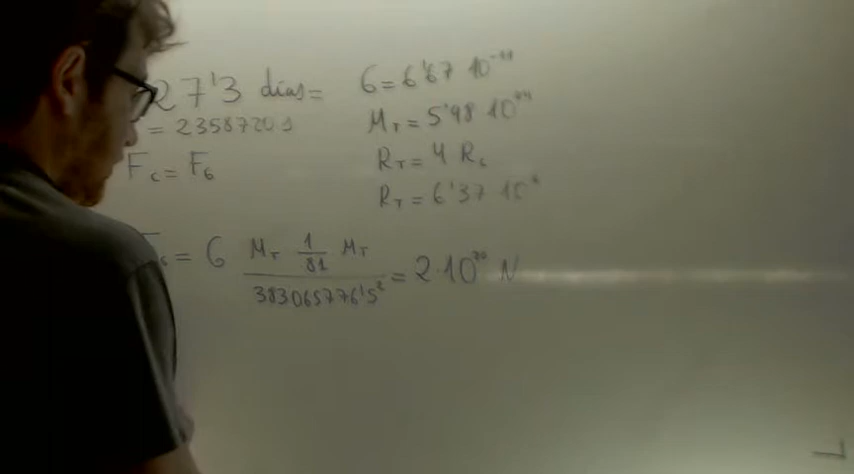 27'3 días=
= 2358720 s
F_c = F_G
G = 6'67 10^-11
M_T = 5'98 10^24
R_T = 4 R_L
R_T = 6'37 10^6
= G M_T 1/81 M_T / 383065776'5^2 = 2·10^20 N